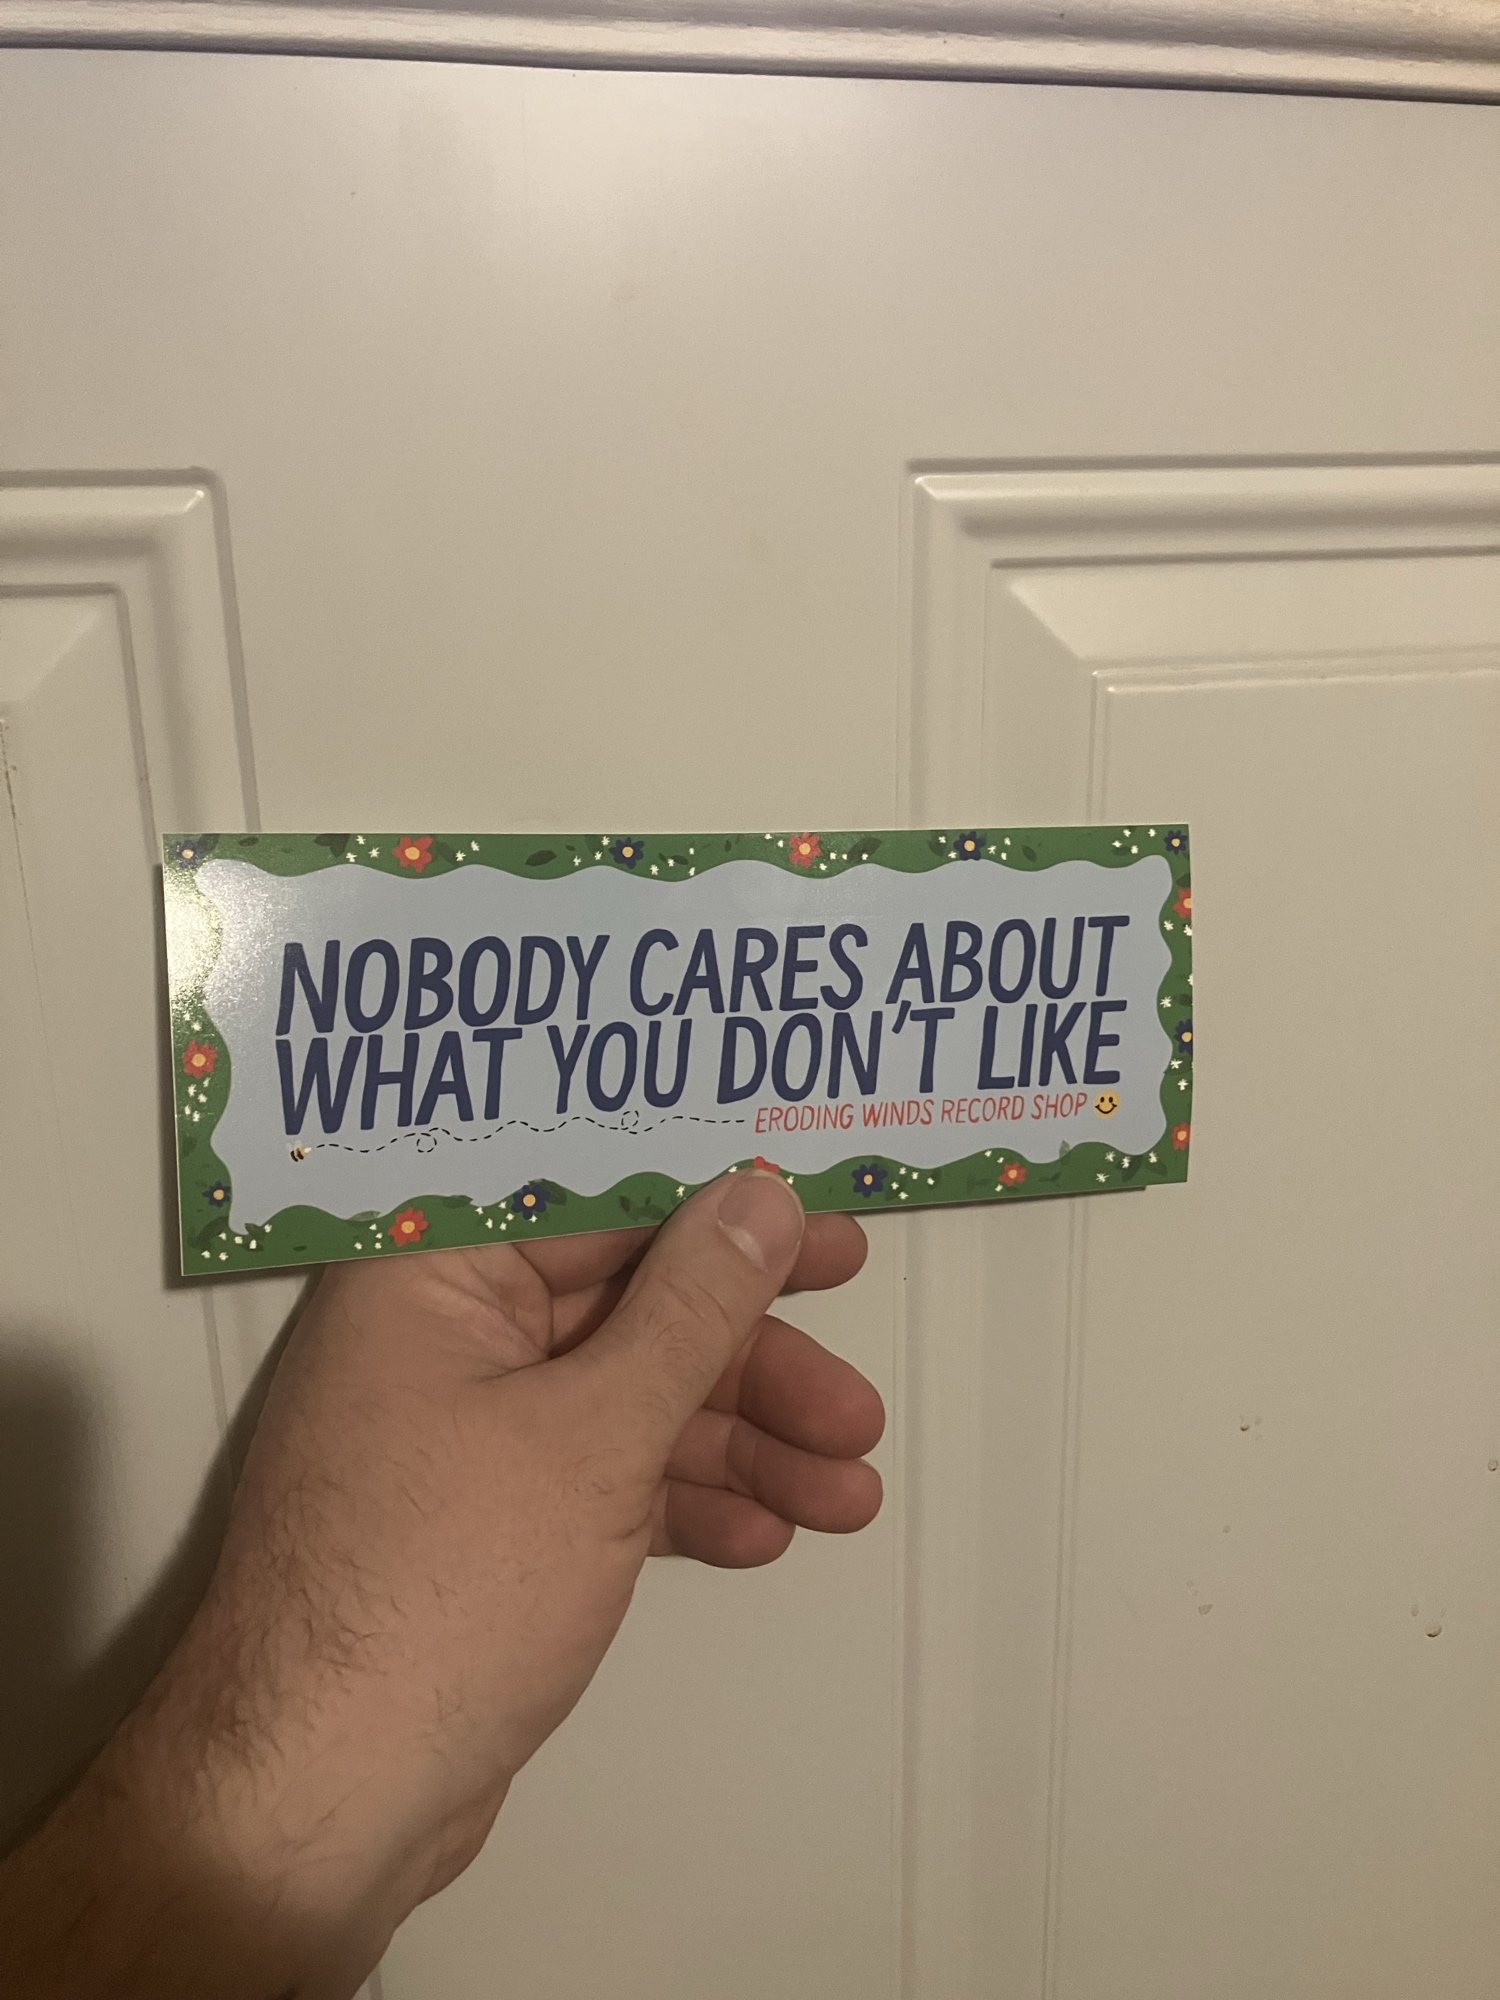 NOBODY CARES ABOUT
WHAT YOU DON'T LIKE
ERODING WINDS RECORD SHOP